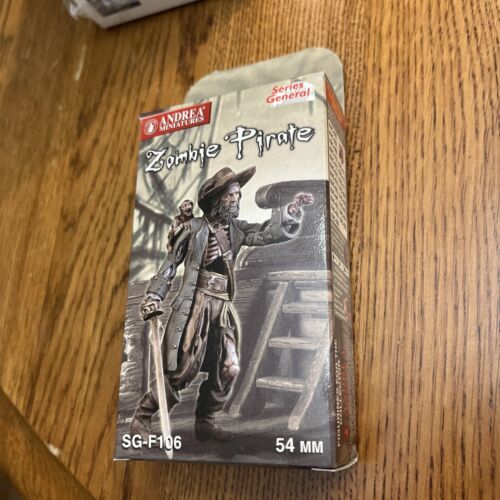 ANDREA®
MINIATURES
Series
General
Zombie Pirate
SG-F106
54 MM